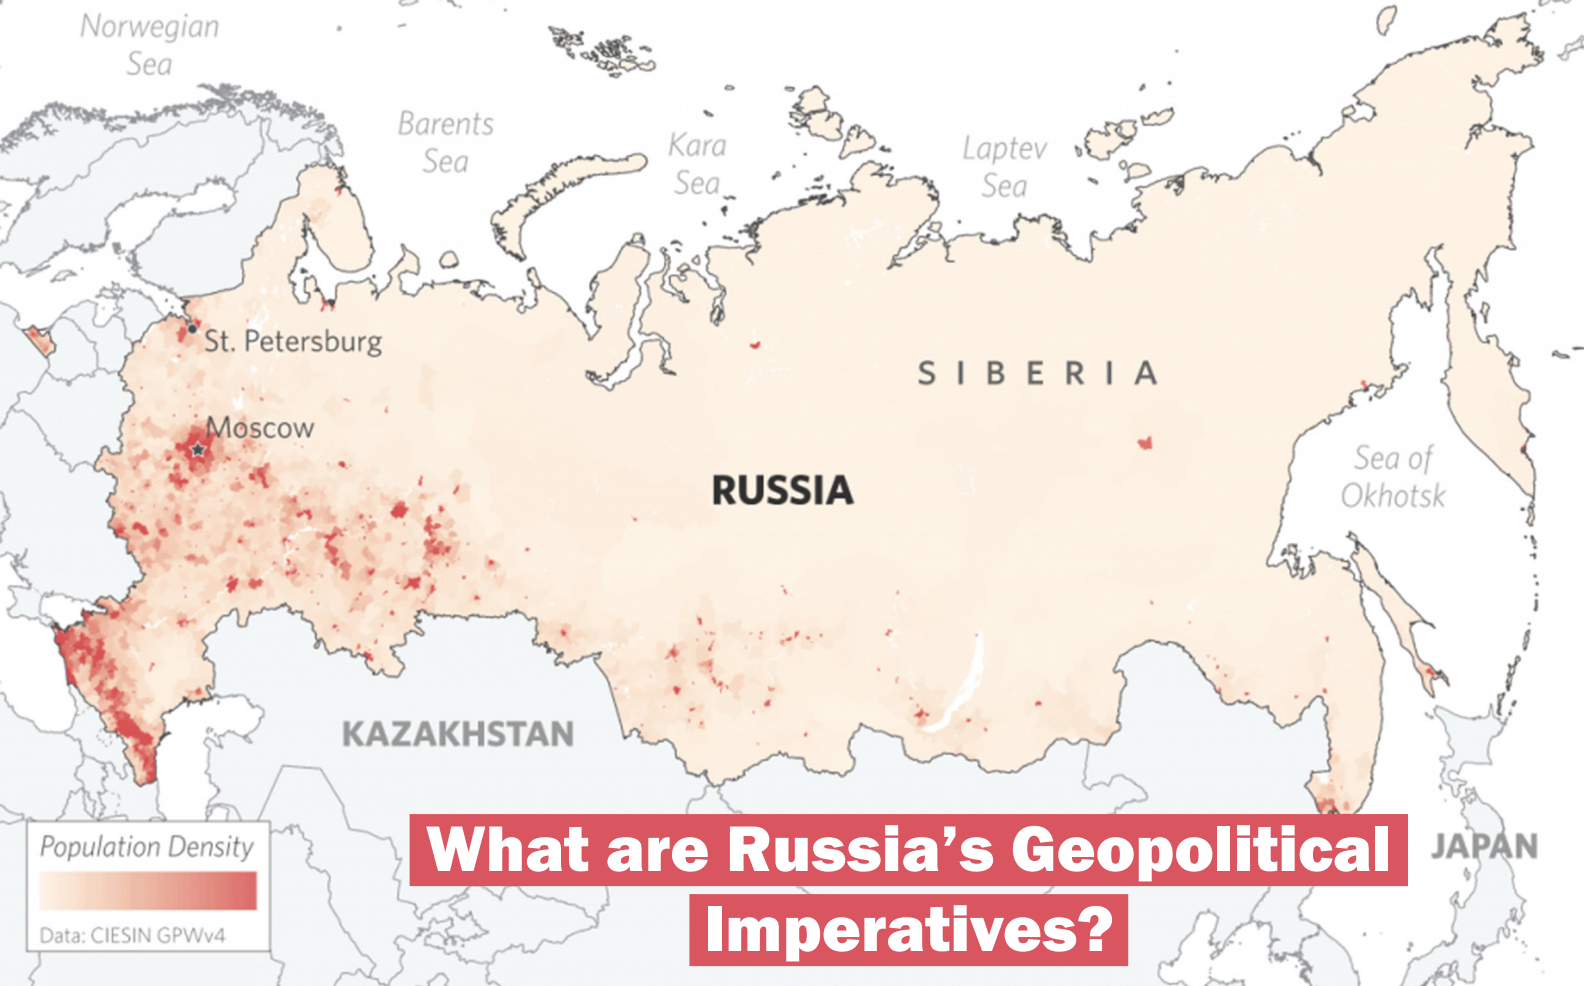 Norwegian
Sea
Barents
Sea
Kara
Sea
Laptev
Sea
St. Petersburg
SIBERIA
Moscow
RUSSIA
Sea of
Okhotsk
KAZAKHSTAN
What are Russia’s Geopolitical
Imperatives?
JAPAN
Population Density
Data: CIESIN GPWv4